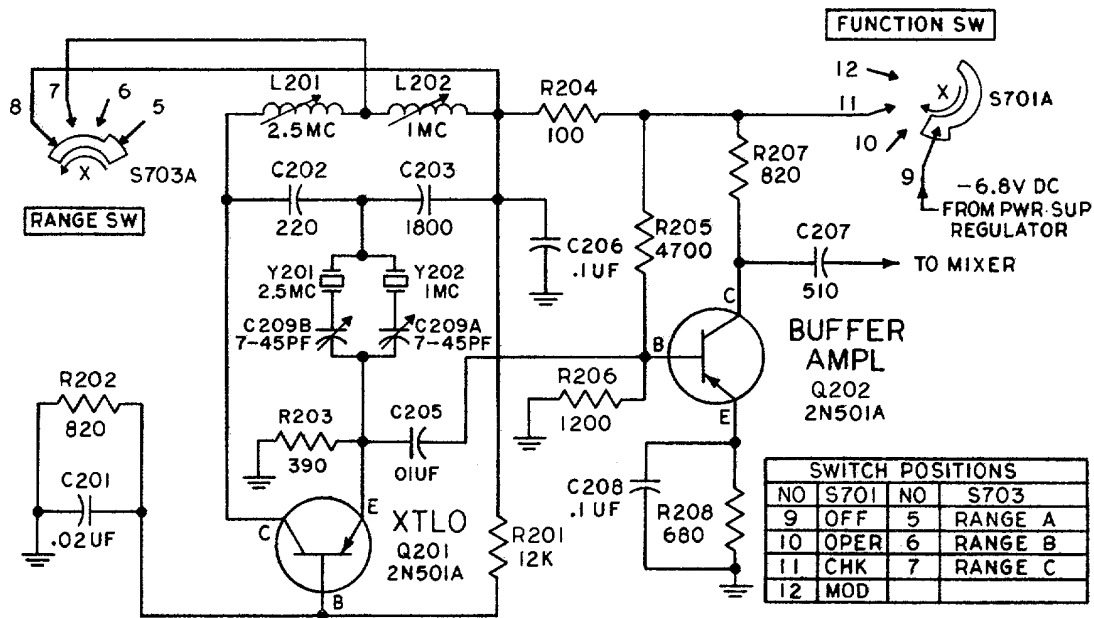 FUNCTION SW
12
11
10
9
X
S701A
-6.8V DC
FROM PWR SUP
REGULATOR
8
7
6
5
X
S703A
RANGE SW
L201
2.5MC
L202
1MC
R204
100
C202
220
C203
1800
R207
820
R205
4700
C206
.1UF
C207
510
TO MIXER
Y201
2.5MC
Y202
1MC
C209B
7-45PF
C209A
7-45PF
B
C
E
BUFFER
AMPL
Q202
2N501A
R206
1200
R202
820
R203
390
C205
01UF
C201
.02UF
C
E
B
XTLO
Q201
2N501A
R201
12K
C208
.1UF
R208
680
SWITCH POSITIONS
NO S701 NO S703
9 OFF 5 RANGE A
10 OPER 6 RANGE B
11 CHK 7 RANGE C
12 MOD